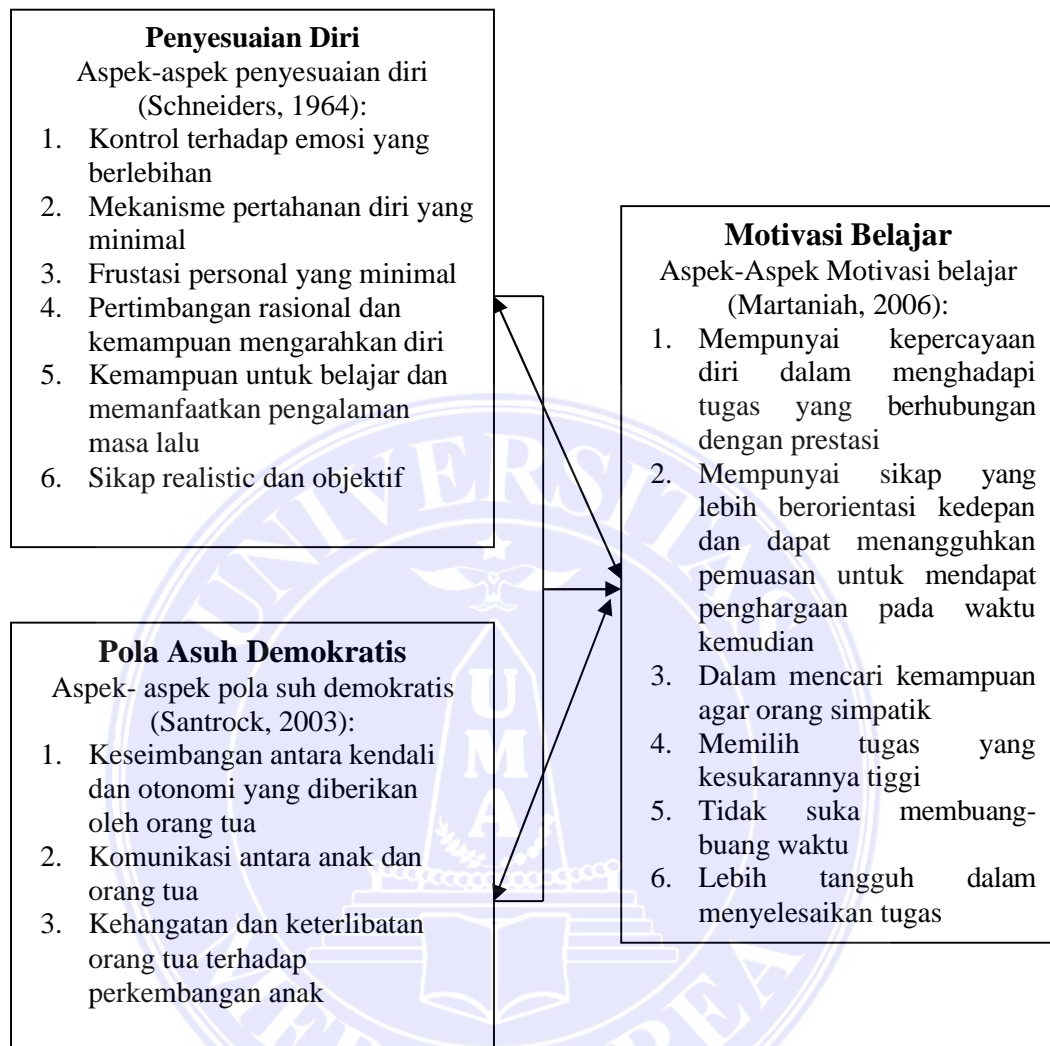 Penyesuaian Diri
Aspek-aspek penyesuaian diri
(Schneiders, 1964):
1. Kontrol terhadap emosi yang
berlebihan
2. Mekanisme pertahanan diri yang
minimal
3. Frustasi personal yang minimal
4. Pertimbangan rasional dan
kemampuan mengarahkan diri
5. Kemampuan untuk belajar dan
memanfaatkan pengalaman
masa lalu
6. Sikap realistic dan objektif
Pola Asuh Demokratis
Aspek- aspek pola suh demokratis
(Santrock, 2003):
1. Keseimbangan antara kendali
dan otonomi yang diberikan
oleh orang tua
2. Komunikasi antara anak dan
orang tua
3. Kehangatan dan keterlibatan
orang tua terhadap
perkembangan anak
Motivasi Belajar
Aspek-Aspek Motivasi belajar
(Martaniah, 2006):
1. Mempunyai kepercayaan
diri dalam menghadapi
tugas yang berhubungan
dengan prestasi
2. Mempunyai sikap yang
lebih berorientasi kedepan
dan dapat menangguhkan
pemuasan untuk mendapat
penghargaan pada waktu
kemudian
3. Dalam mencari kemampuan
agar orang simpatik
4. Memilih tugas yang
kesukarannya tiggi
5. Tidak suka membuang-
buang waktu
6. Lebih tangguh dalam
menyelesaikan tugas
UNIVERSITAS
UMA